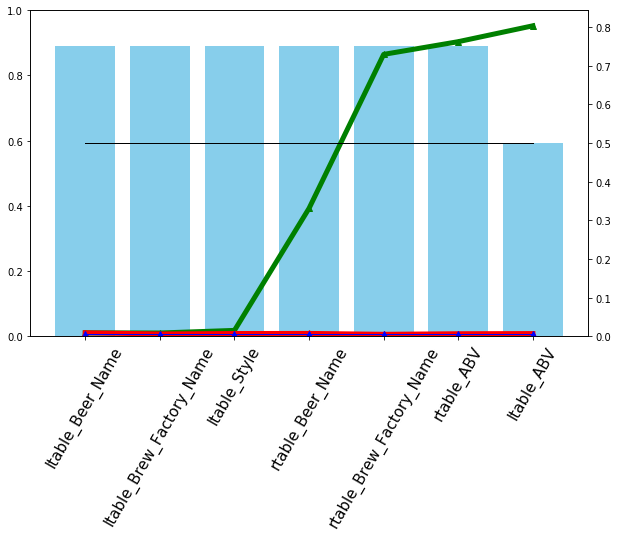 1.0
0.8
0.6
0.4
0.2
0.0
0.8
0.7
0.6
0.5
0.4
0.3
0.2
0.1
0.0
ltable_Beer_Name
ltable_Brew_Factory_Name
ltable_Style
rtable_Beer_Name
rtable_Brew_Factory_Name
rtable_ABV
ltable_ABV